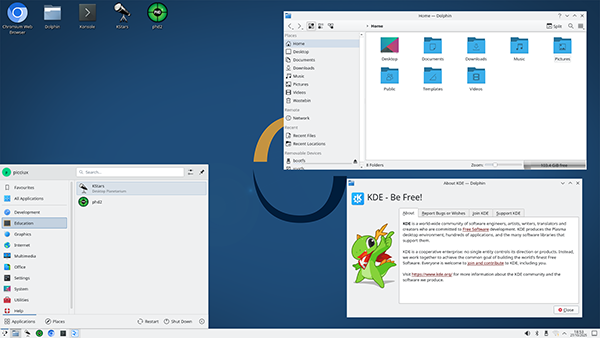 Chromium Web
Browser
Dolphin
Konsole
KStars
phd2
Home — Dolphin
Home
Split
Places
Home
Desktop
Documents
Downloads
Music
Pictures
Videos
Wastebin
Remote
Network
Recent
Recent Files
Recent Locations
Removable Devices
bootfs
Desktop
Documents
Downloads
Music
Pictures
Public
Templates
Videos
8 Folders
Zoom:
About KDE — Dolphin
KDE - Be Free!
About
Report Bugs or Wishes
Join KDE
Support KDE
KDE is a world-wide community of software engineers, artists, writers, translators and
creators who are committed to Free Software development. KDE produces the Plasma
desktop environment, hundreds of applications, and the many software libraries that
support them.
KDE is a cooperative enterprise: no single entity controls its direction or products. Instead,
we work together to achieve the common goal of building the world's finest free
software. Everyone is welcome to join and contribute to KDE, including you.
Visit https://www.kde.org/ for more information about the KDE community and the
software we produce.
Close
Search...
Favourites
All Applications
Development
Education
Graphics
Internet
Multimedia
Office
Settings
System
Utilities
Help
KStars
Desktop Planetarium
phd2
Applications
Places
Restart
Shut Down